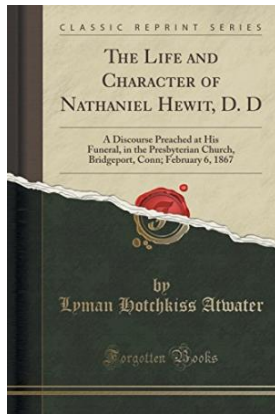 CLASSIC REPRINT SERIES
THE LIFE AND
CHARACTER OF
NATHANIEL HEWIT, D. D
A Discourse Preached at His
Funeral, in the Presbyterian Church,
Bridgeport, Conn; February 6, 1867
by
Lyman Hotchkiss Atwater
Forgotten Books